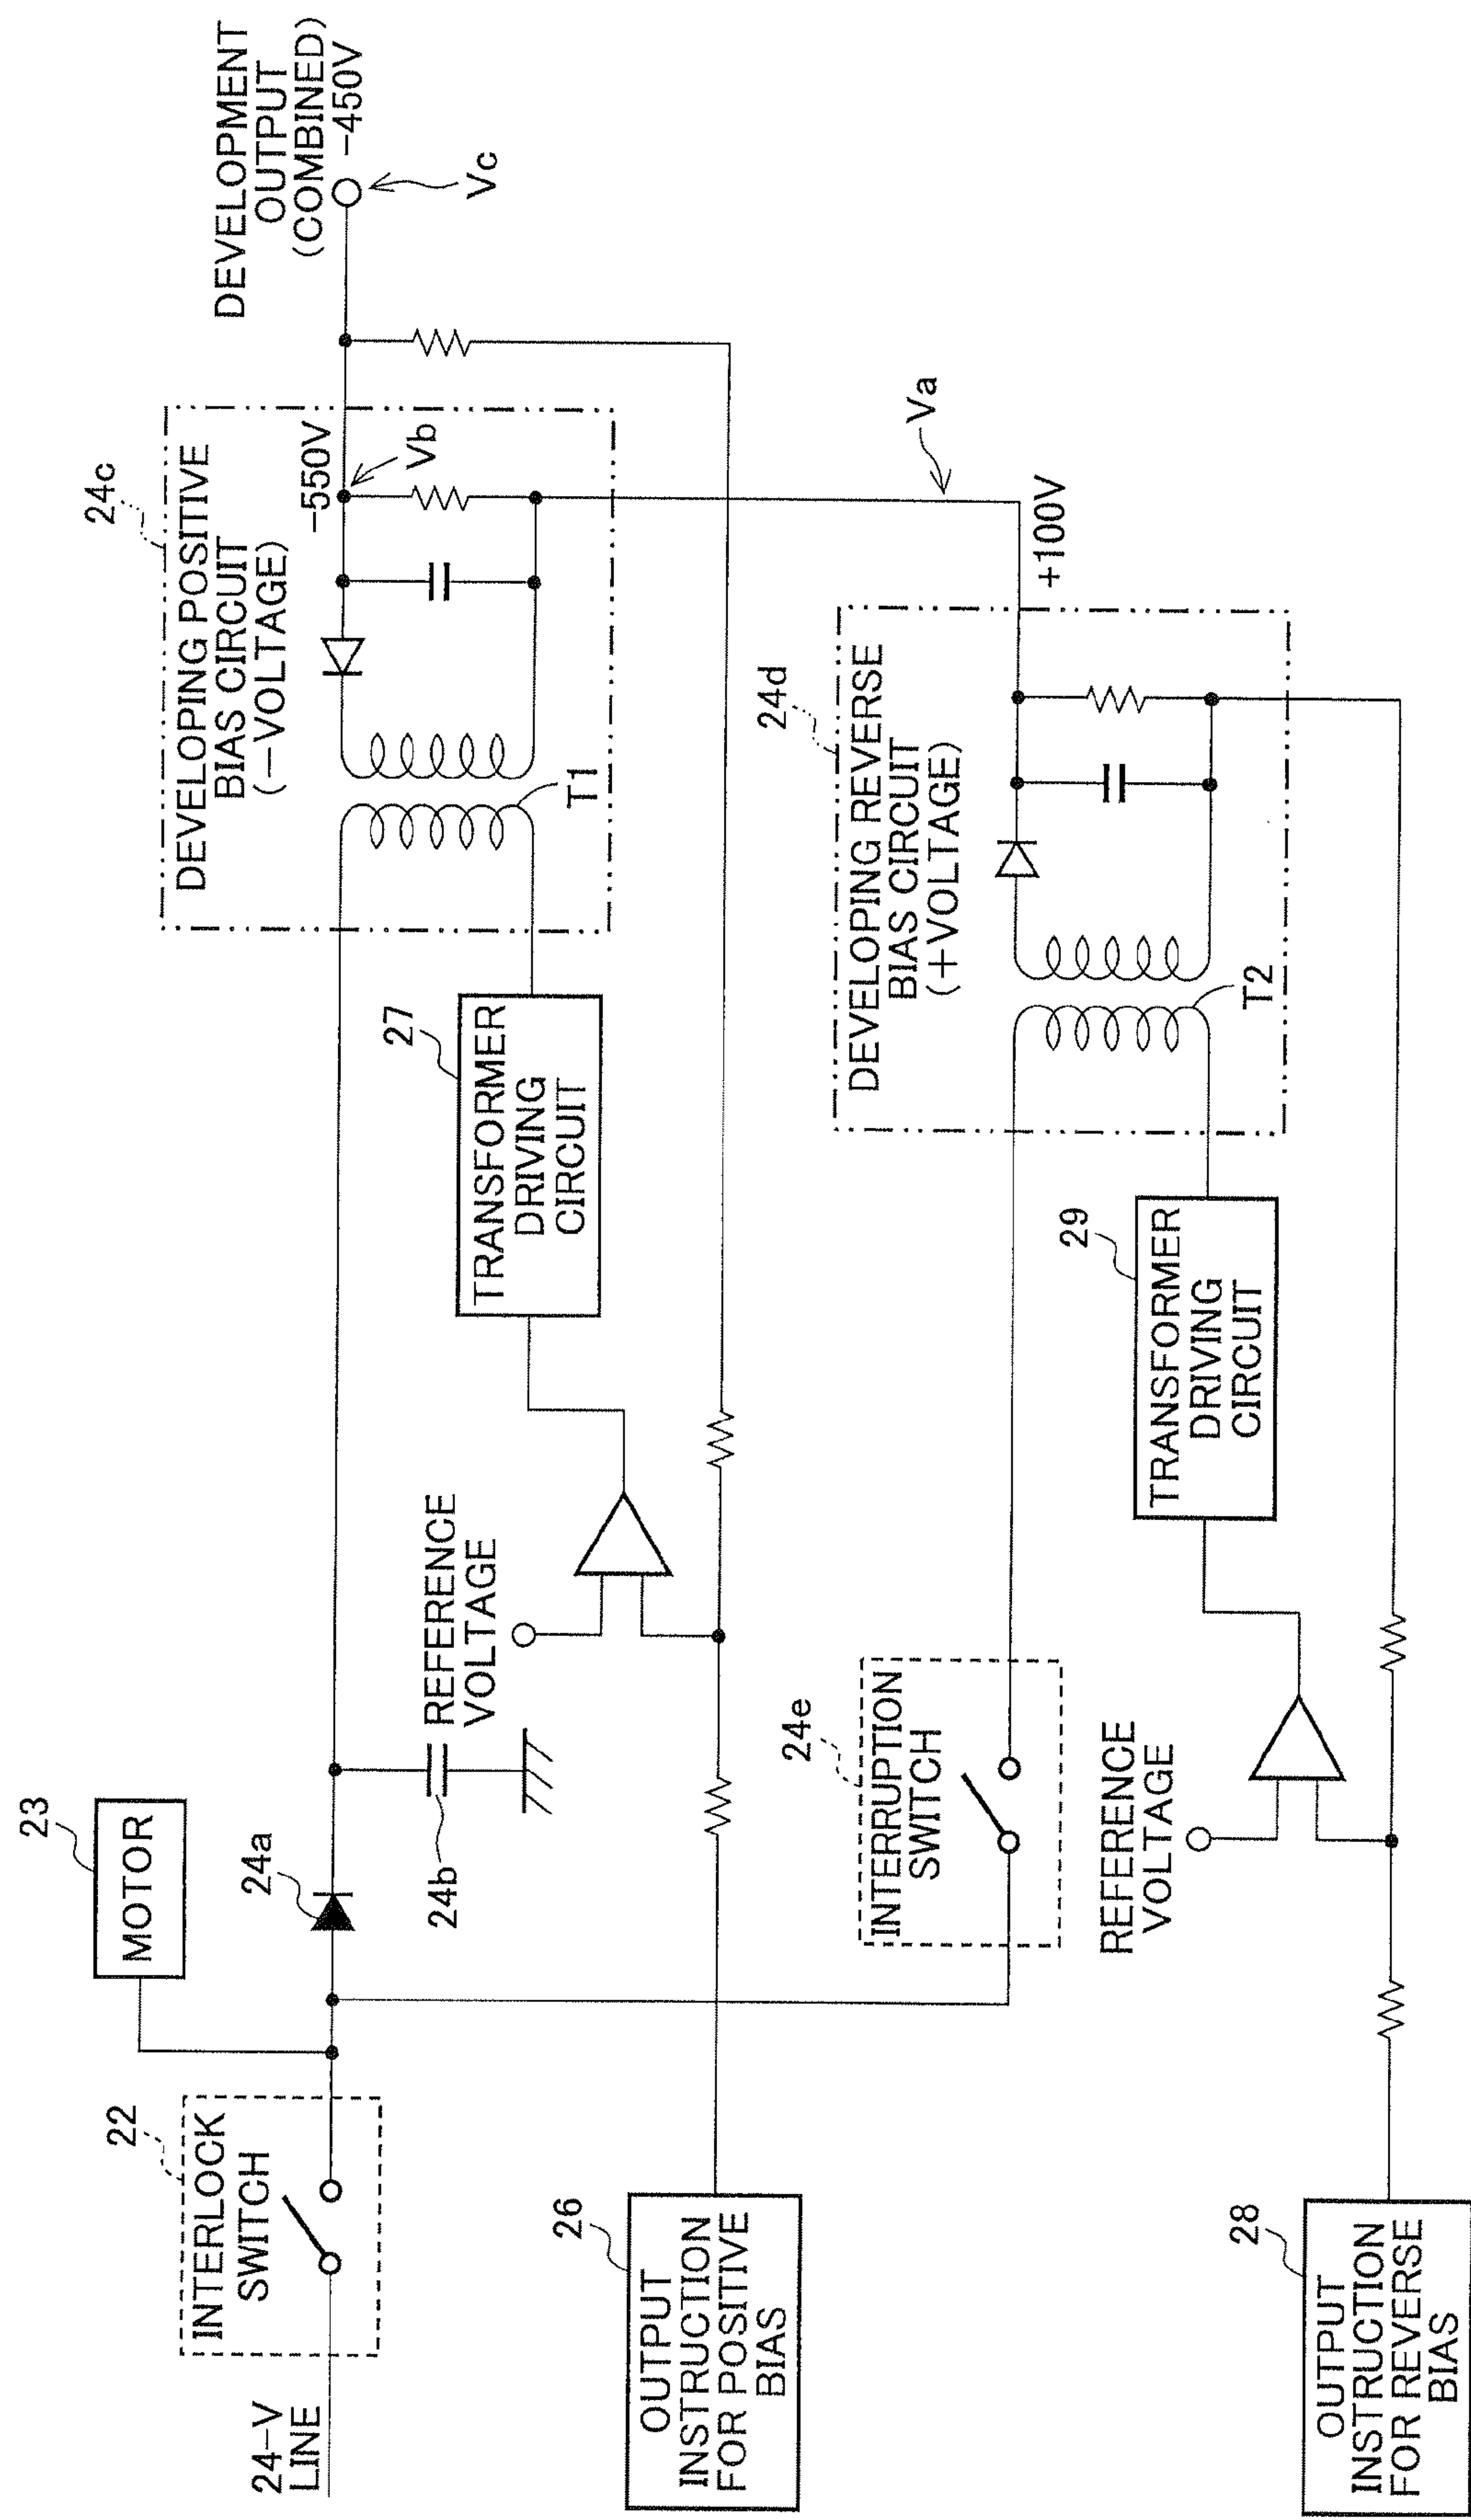 24-V
LINE
22
INTERLOCK
SWITCH
23
MOTOR
24a
24b
REFERENCE
VOLTAGE
26
OUTPUT
INSTRUCTION
FOR POSITIVE
BIAS
27
TRANSFORMER
DRIVING
CIRCUIT
24c
DEVELOPING POSITIVE
BIAS CIRCUIT
(−VOLTAGE)
T1
-550V
Vb
DEVELOPMENT
OUTPUT
(COMBINED)
-450V
Vc
Va
+100V
24e
INTERRUPTION
SWITCH
REFERENCE
VOLTAGE
28
OUTPUT
INSTRUCTION
FOR REVERSE
BIAS
29
TRANSFORMER
DRIVING
CIRCUIT
24d
DEVELOPING REVERSE
BIAS CIRCUIT
(+VOLTAGE)
T2